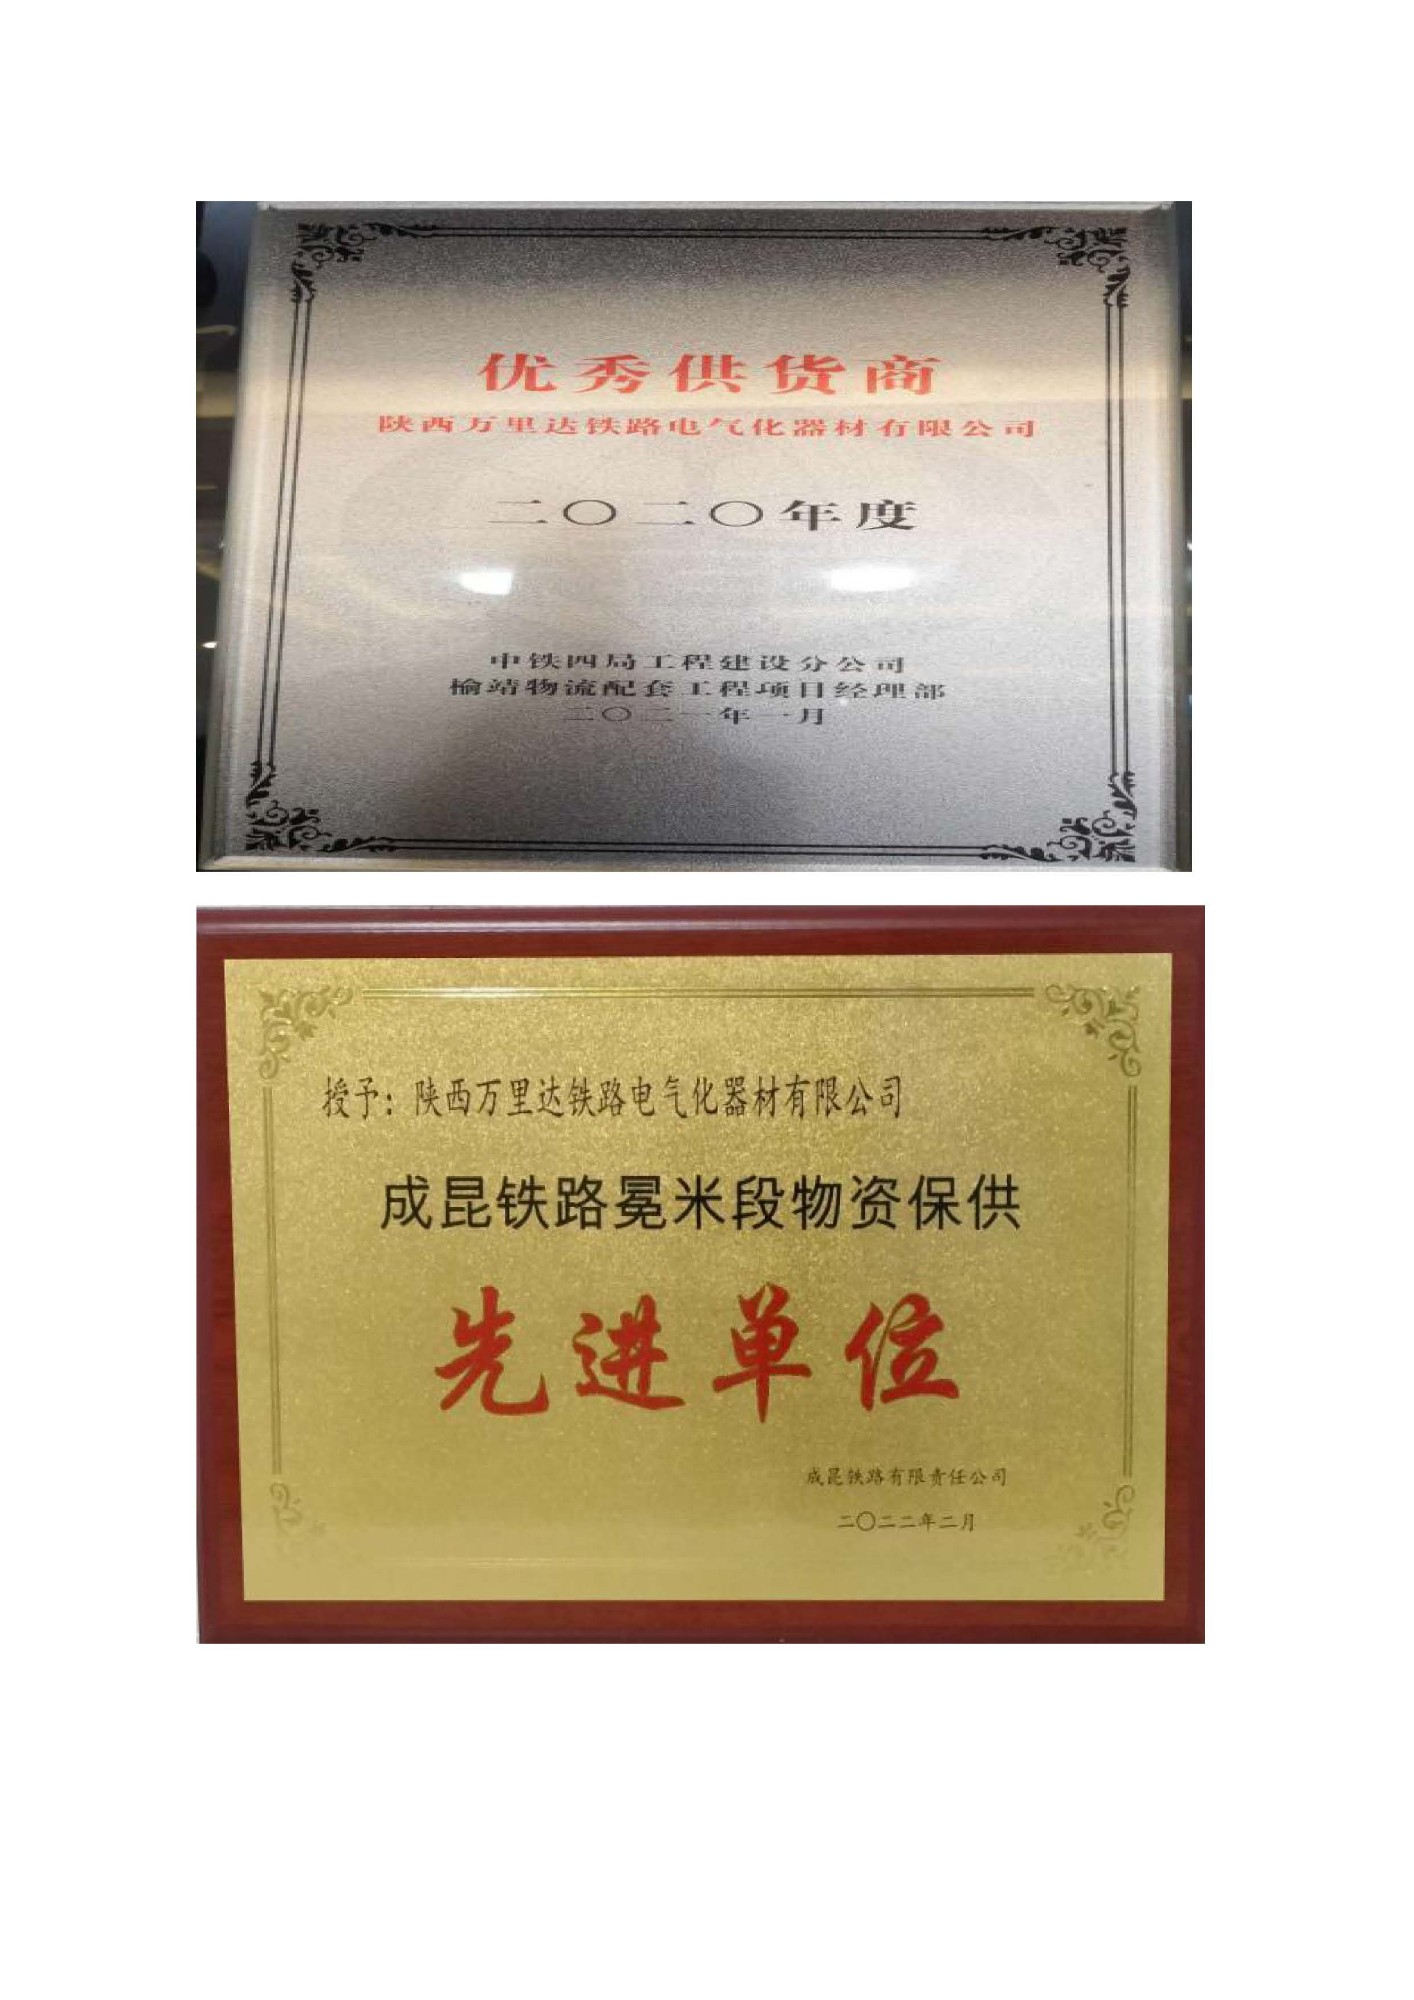 优秀供货商
陕西万里达铁路电气化器材有限公司
二〇二〇年度
中铁四局工程建设分公司
榆靖物流配套工程项目经理部
二〇二一年一月
授予：陕西万里达铁路电气化器材有限公司
成昆铁路冕米段物资保供
先进单位
成昆铁路有限责任公司
二〇二二年二月